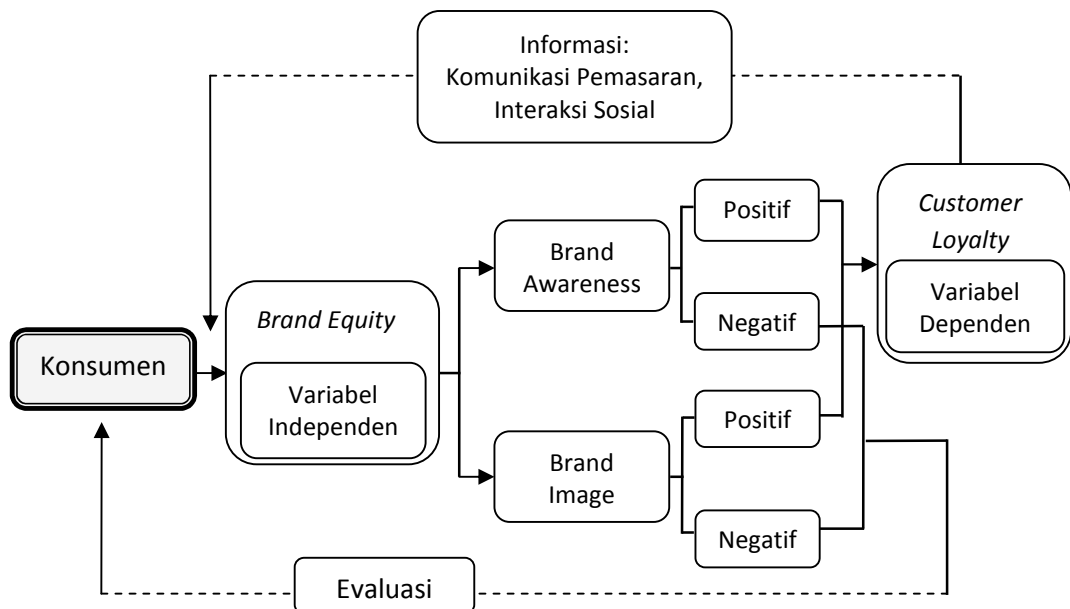 Informasi:
Komunikasi Pemasaran,
Interaksi Sosial
Konsumen
Brand Equity
Variabel
Independen
Brand
Awareness
Positif
Negatif
Brand
Image
Positif
Negatif
Customer
Loyalty
Variabel
Dependen
Evaluasi